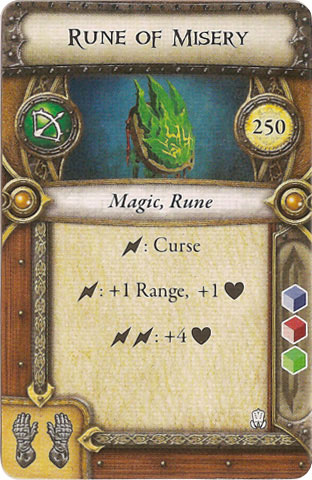 Rune of Misery
250
Magic, Rune
: Curse
: +1 Range, +1
: +4